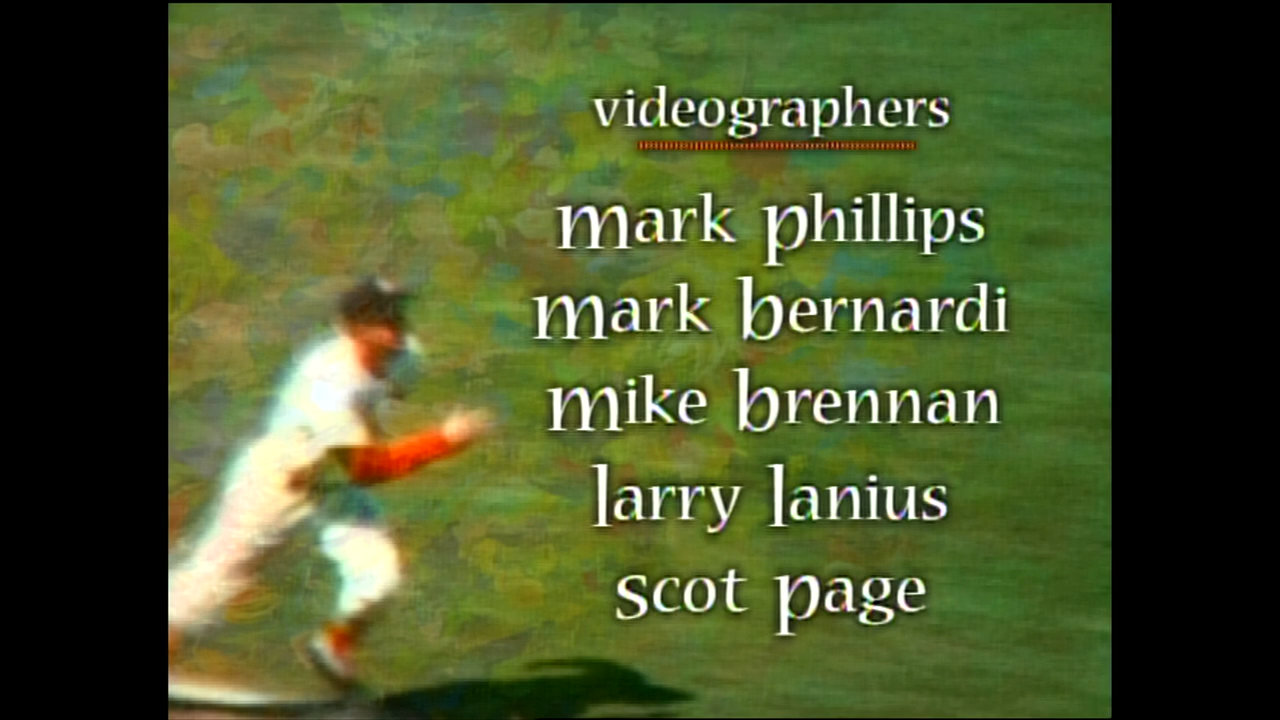 videographers
mark phillips
mark bernardi
mike brennan
larry lanius
scot page